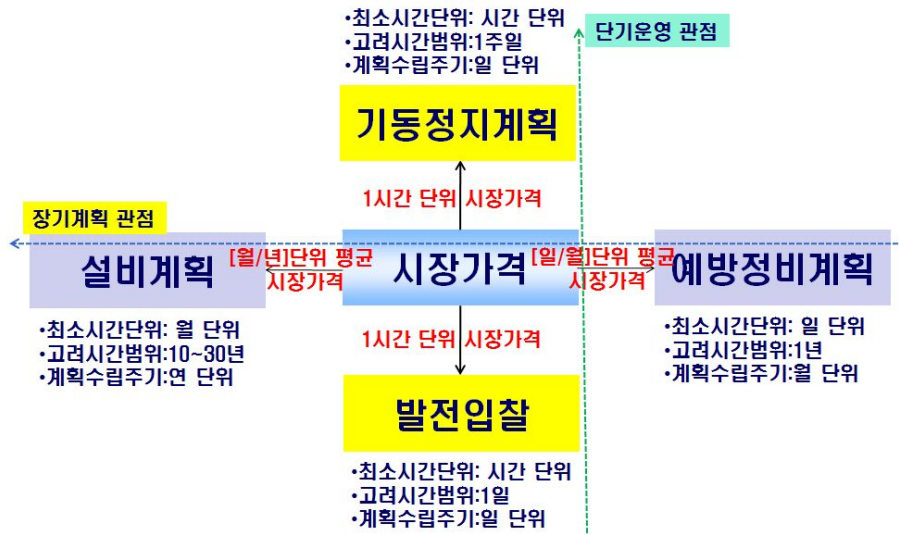 •최소시간단위: 시간 단위
•고려시간범위:1주일
•계획수립주기:일 단위
단기운영 관점
기동정지계획
1시간 단위 시장가격
장기계획 관점
설비계획
[월/년]단위 평균
시장가격
시장가격
[일/월]단위 평균
시장가격
예방정비계획
•최소시간단위: 월 단위
•고려시간범위:10~30년
•계획수립주기:연 단위
1시간 단위 시장가격
•최소시간단위: 일 단위
•고려시간범위:1년
•계획수립주기:월 단위
발전입찰
•최소시간단위: 시간 단위
•고려시간범위:1일
•계획수립주기:일 단위